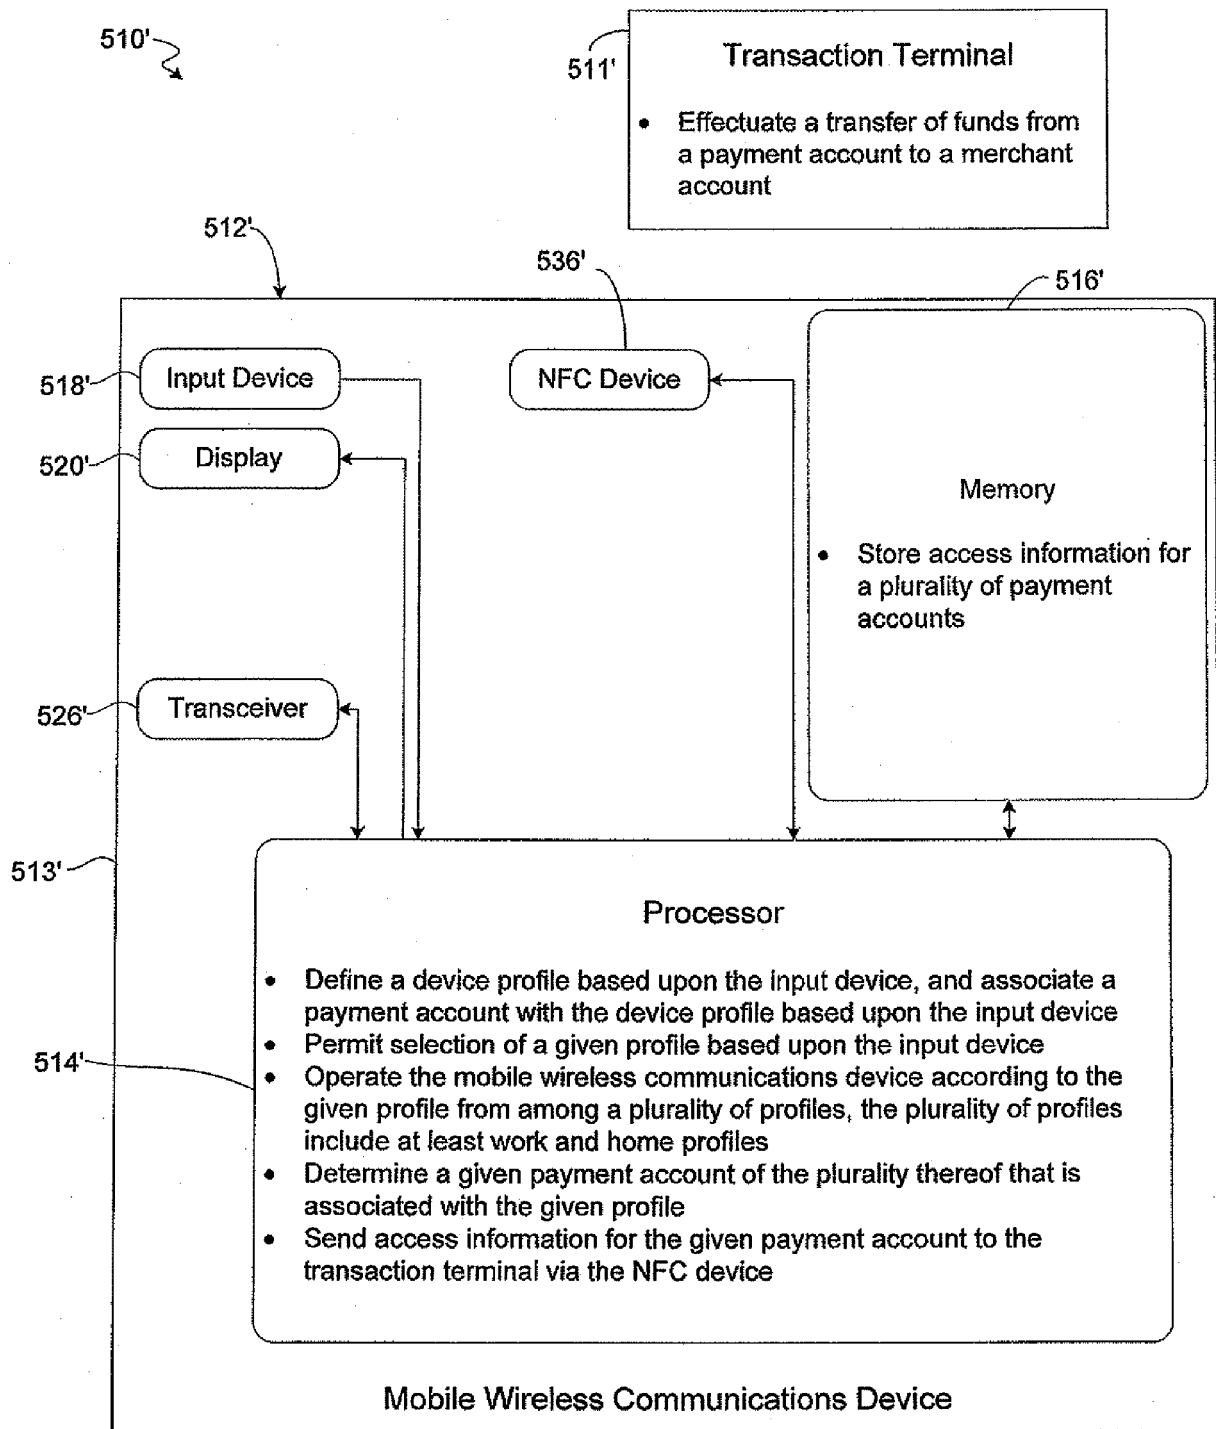 510'
511'
Transaction Terminal
• Effectuate a transfer of funds from
a payment account to a merchant
account
512'
536'
516'
518'
Input Device
NFC Device
520'
Display
Memory
• Store access information for
a plurality of payment
accounts
526'
Transceiver
513'
Processor
• Define a device profile based upon the input device, and associate a
payment account with the device profile based upon the input device
• Permit selection of a given profile based upon the input device
• Operate the mobile wireless communications device according to the
given profile from among a plurality of profiles, the plurality of profiles
include at least work and home profiles
• Determine a given payment account of the plurality thereof that is
associated with the given profile
• Send access information for the given payment account to the
transaction terminal via the NFC device
514'
Mobile Wireless Communications Device